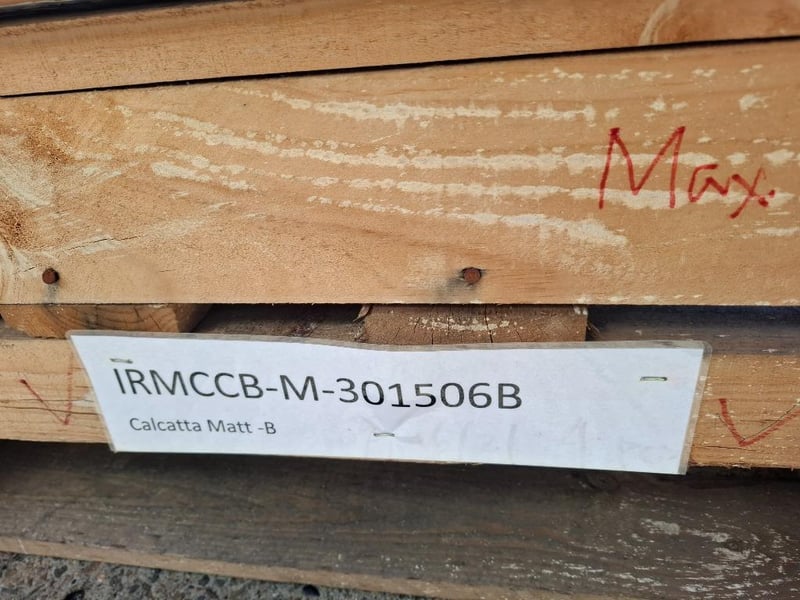 Max.
IRMCCB-M-301506B
Calcatta Matt -B